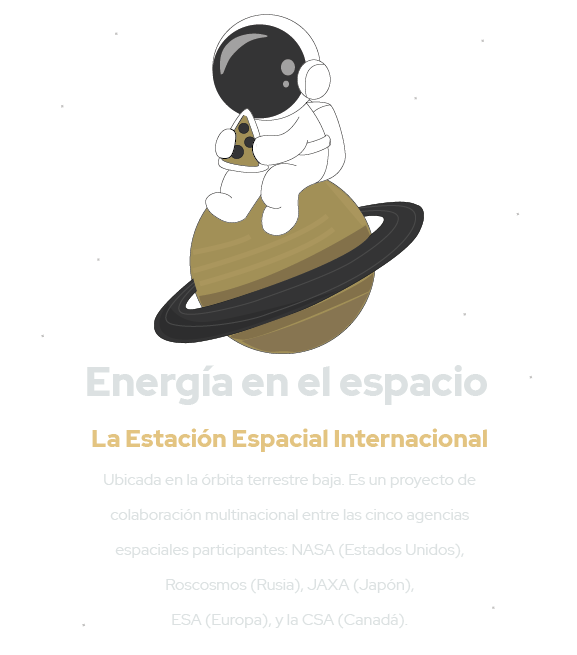 Energía en el espacio
La Estación Espacial Internacional
Ubicada en la órbita terrestre baja. Es un proyecto de
colaboración multinacional entre las cinco agencias
espaciales participantes: NASA (Estados Unidos),
Roscosmos (Rusia), JAXA (Japón),
ESA (Europa), y la CSA (Canadá).